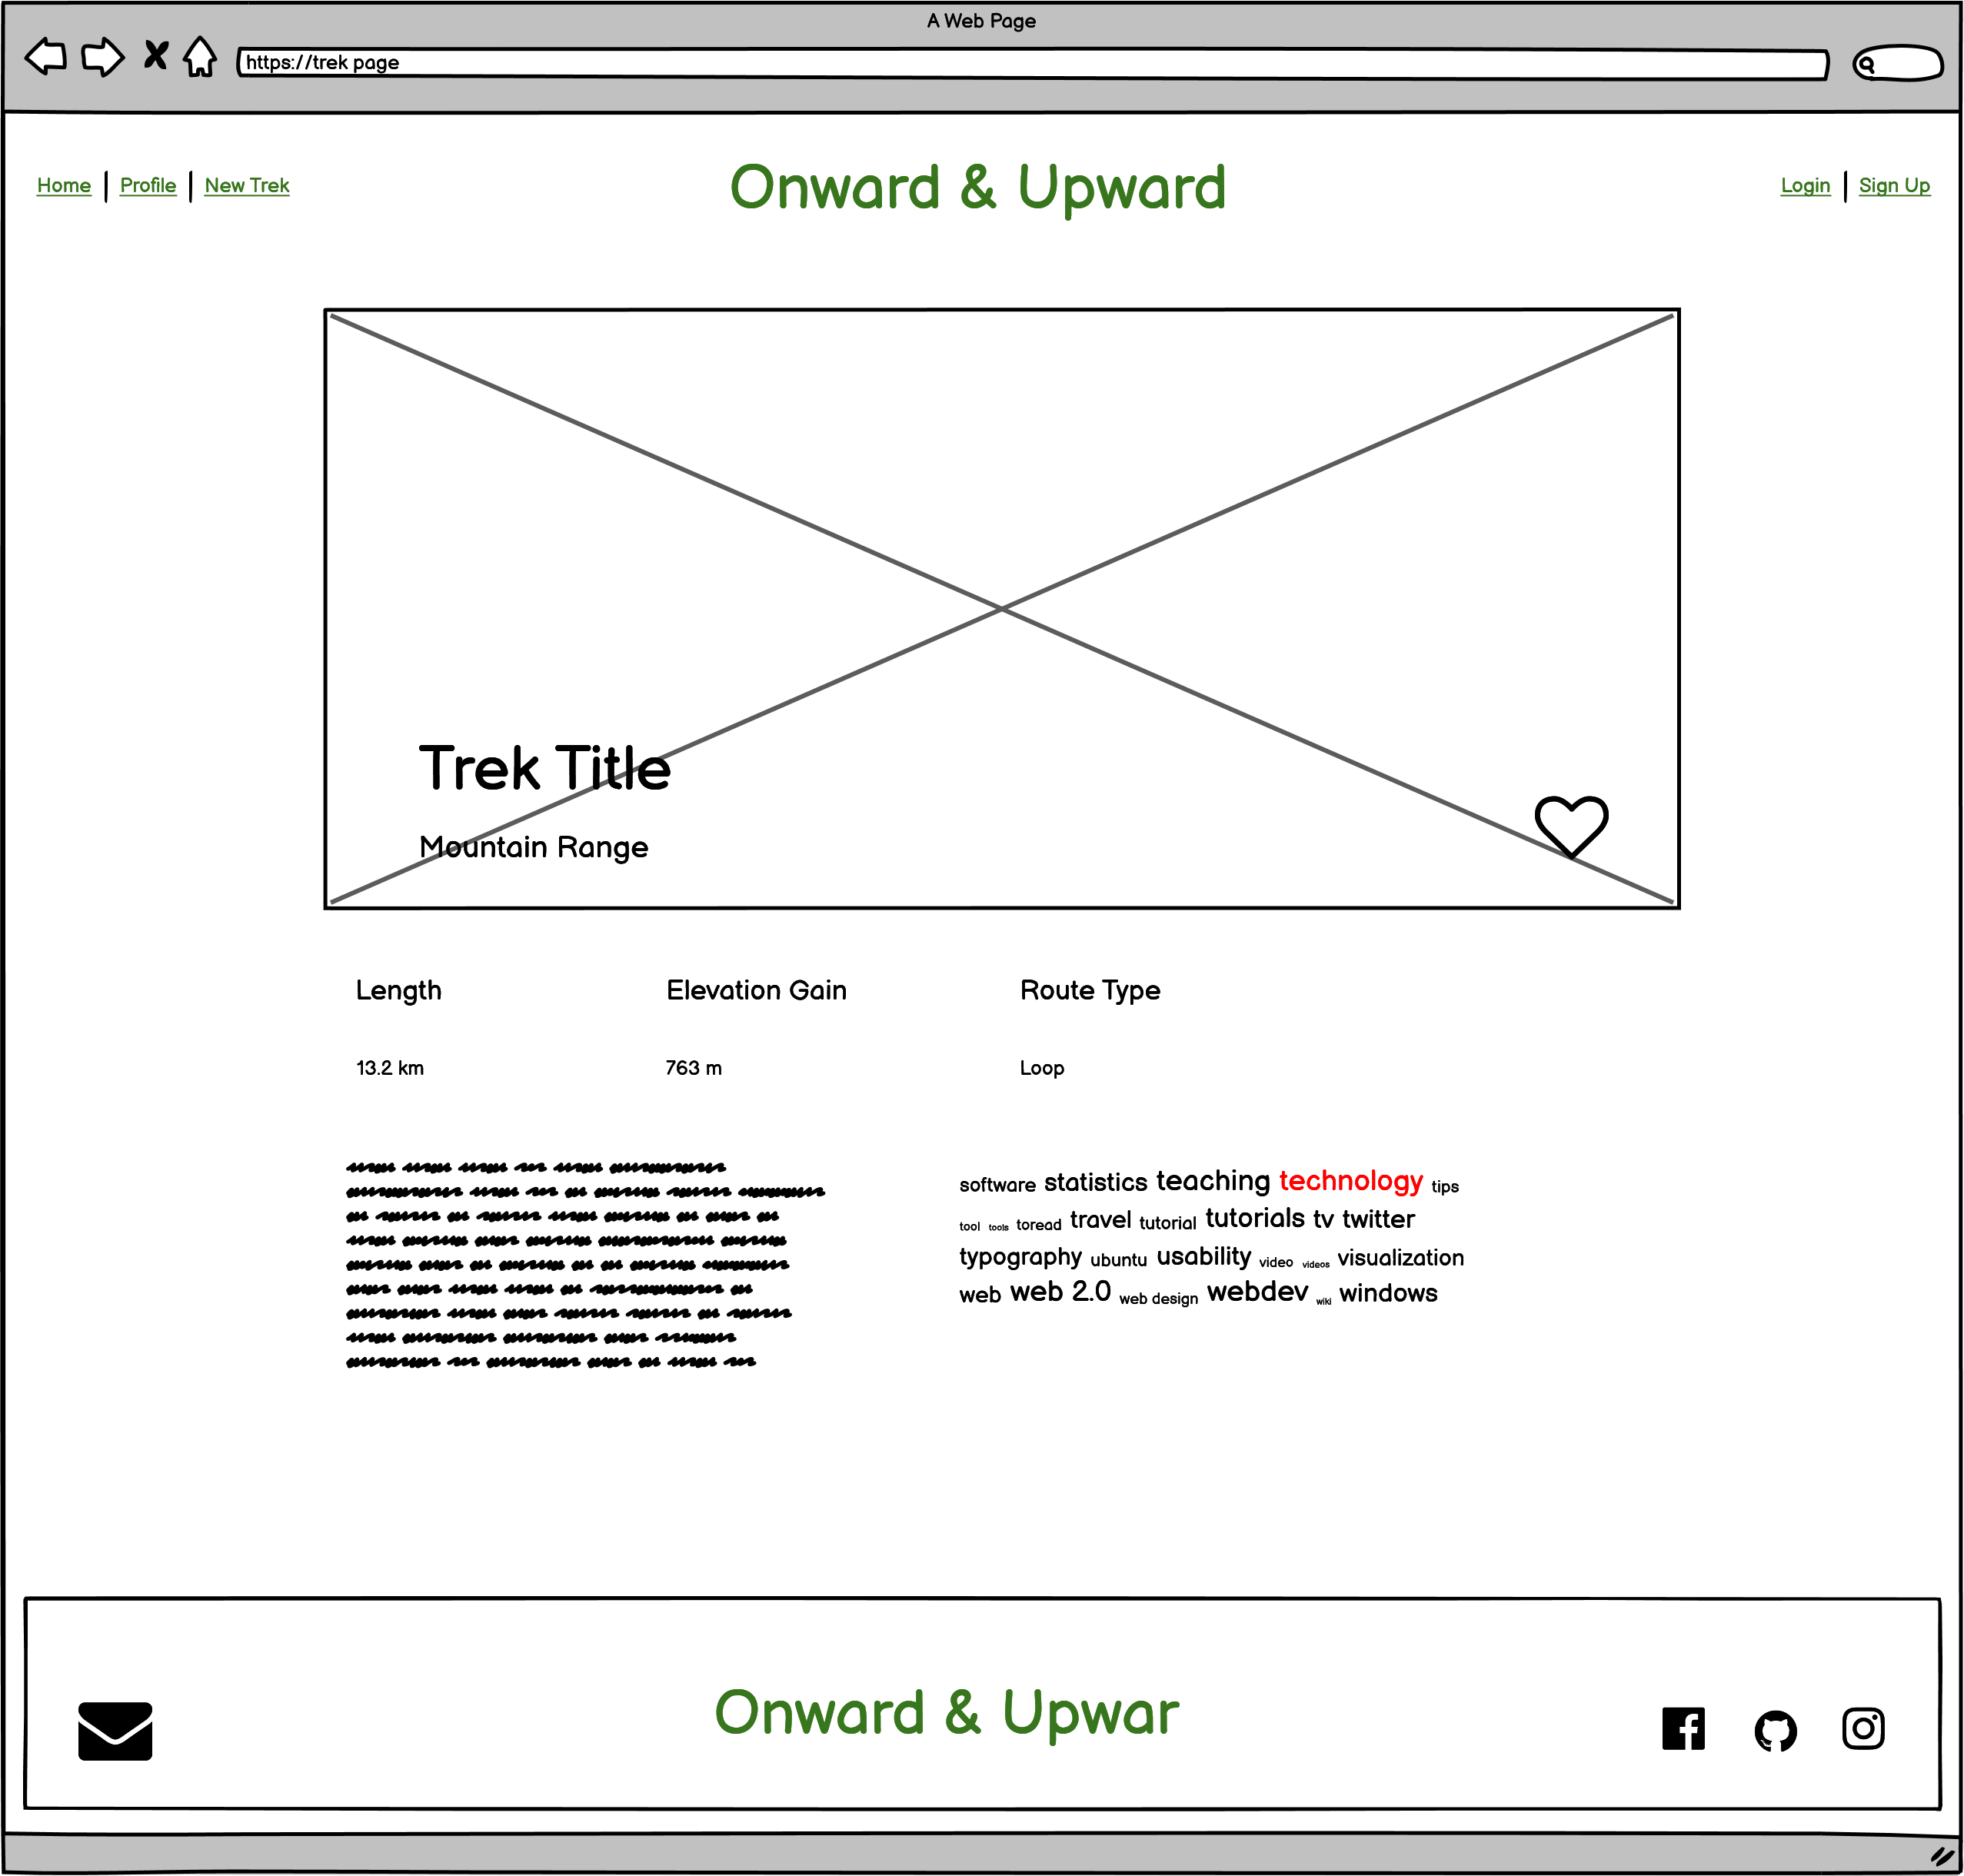 A Web Page
https://trek page
Home | Profile | New Trek
Onward & Upward
Login | Sign Up
Trek Title
Mountain Range
Length Elevation Gain Route Type
13.2 km 763 m Loop
software statistics teaching technology tips
tool tools toread travel tutorial tutorials tv twitter
typography ubuntu usability video videos visualization
web web 2.0 web design webdev wiki windows
Onward & Upwar